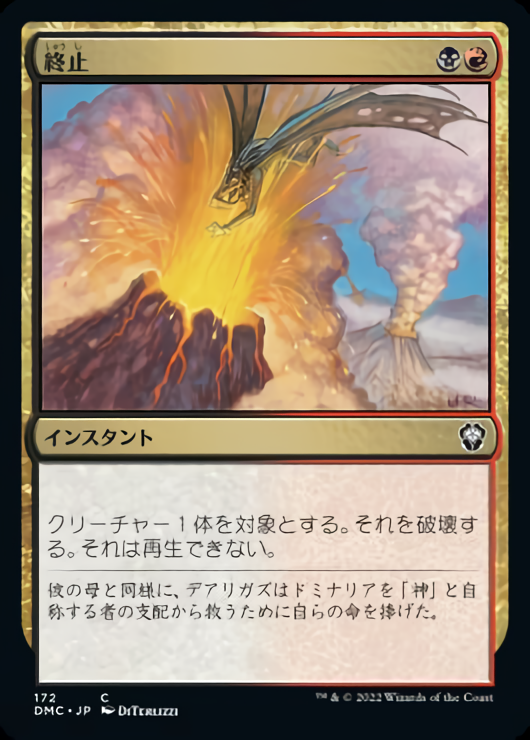 しゅうし
終止
インスタント
クリーチャー１体を対象とする。それを破壊す
る。それは再生できない。
彼の母と同様に、デアリガズはドミナリアを「神」と自
称する者の支配から救うために自らの命を捧げた。
172 C
DMC • JP DiTerlizzi
™ & © 2022 Wizards of the Coast